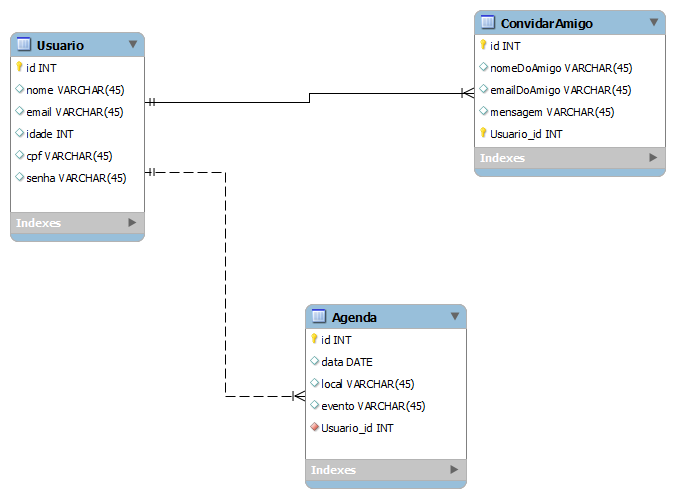 Usuario
id INT
nome VARCHAR(45)
email VARCHAR(45)
idade INT
cpf VARCHAR(45)
senha VARCHAR(45)
Indexes
ConvidarAmigo
id INT
nomeDoAmigo VARCHAR(45)
emailDoAmigo VARCHAR(45)
mensagem VARCHAR(45)
Usuario_id INT
Indexes
Agenda
id INT
data DATE
local VARCHAR(45)
evento VARCHAR(45)
Usuario_id INT
Indexes